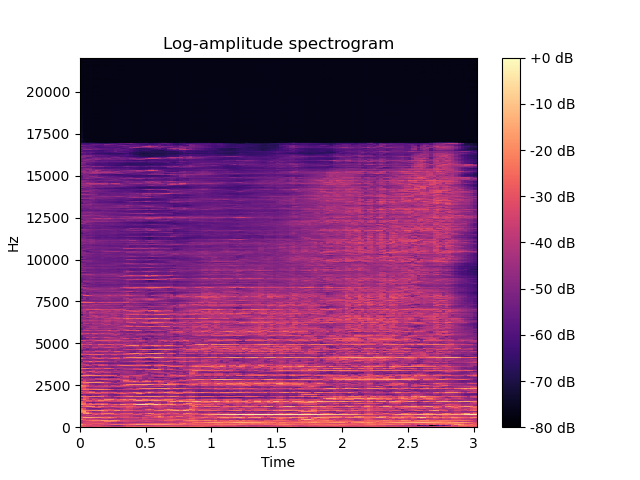 Log-amplitude spectrogram
Hz
20000
17500
15000
12500
10000
7500
5000
2500
0
0
0.5
1
1.5
2
2.5
3
Time
+0 dB
-10 dB
-20 dB
-30 dB
-40 dB
-50 dB
-60 dB
-70 dB
-80 dB